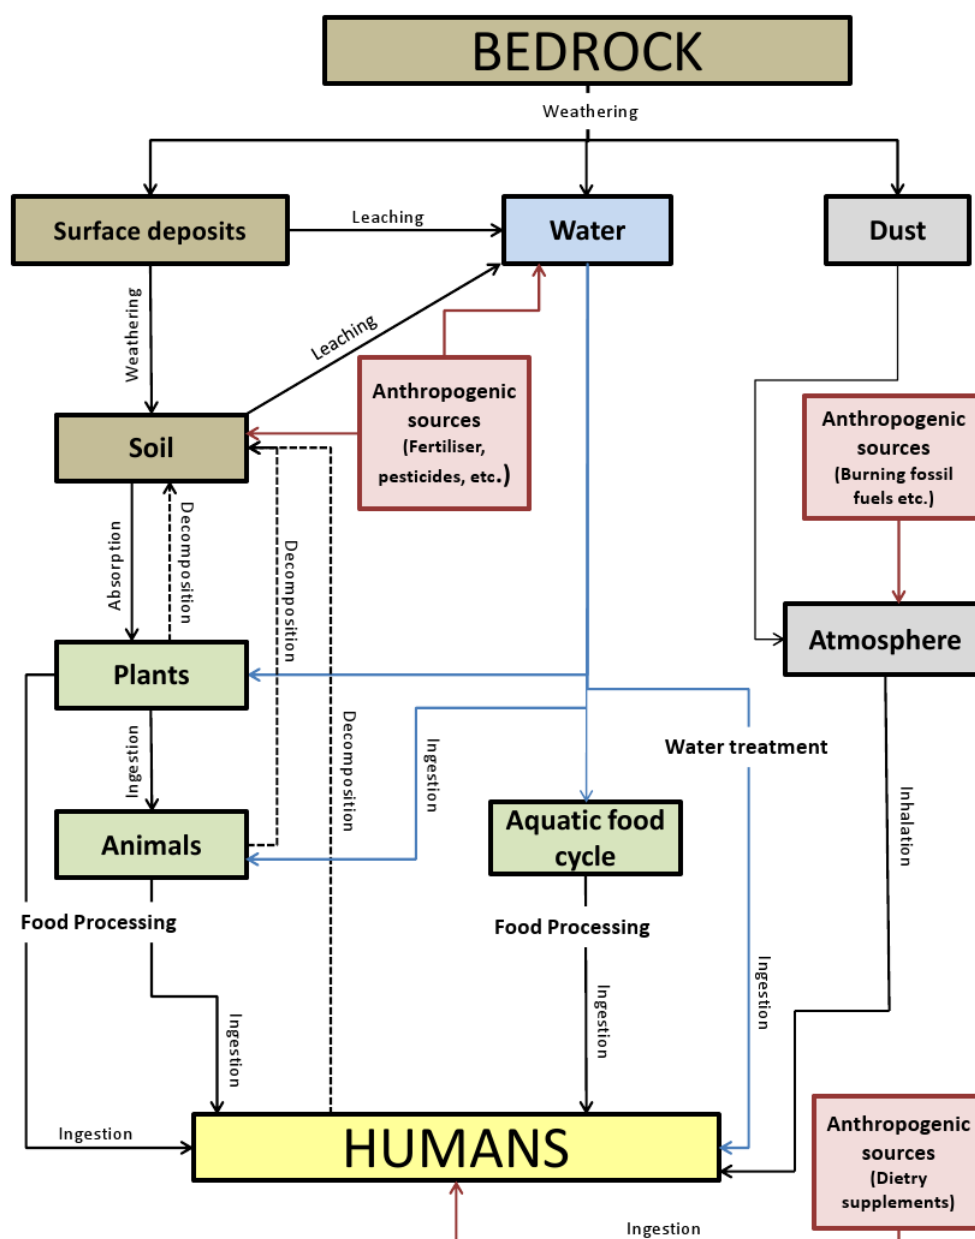 BEDROCK
Weathering
Surface deposits
Leaching
Water
Dust
Weathering
Leaching
Anthropogenic
sources
(Fertiliser,
pesticides, etc.)
Soil
Anthropogenic
sources
(Burning fossil
fuels etc.)
Absorption
Decomposition
Decomposition
Plants
Atmosphere
Ingestion
Decomposition
Ingestion
Water treatment
Animals
Aquatic food
cycle
Inhalation
Food Processing
Food Processing
Ingestion
Ingestion
Ingestion
Ingestion
HUMANS
Anthropogenic
sources
(Dietry
supplements)
Ingestion